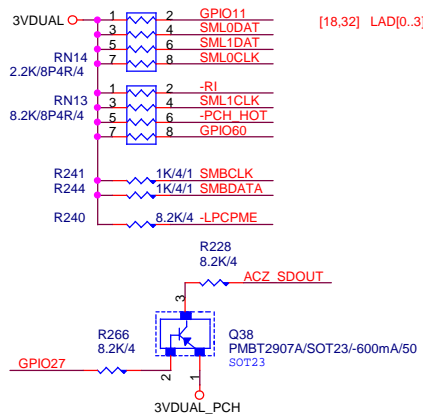 3VDUAL 1 2 GPIO11 [18,32] LAD[0..3]
3 4 SML0DAT
5 6 SML1DAT
RN14 7 8 SML0CLK
2.2K/8P4R/4
1 2 -RI
RN13 3 4 SML1CLK
8.2K/8P4R/4 5 6 -PCH_HOT
7 8 GPIO60
R241 1K/4/1 SMBCLK
R244 1K/4/1 SMBDATA
R240 8.2K/4 -LPCPME
R228
8.2K/4
ACZ_SDOUT
3
R266 Q38
8.2K/4 PMBT2907A/SOT23/-600mA/50
SOT23
GPIO27 2 1
3VDUAL_PCH